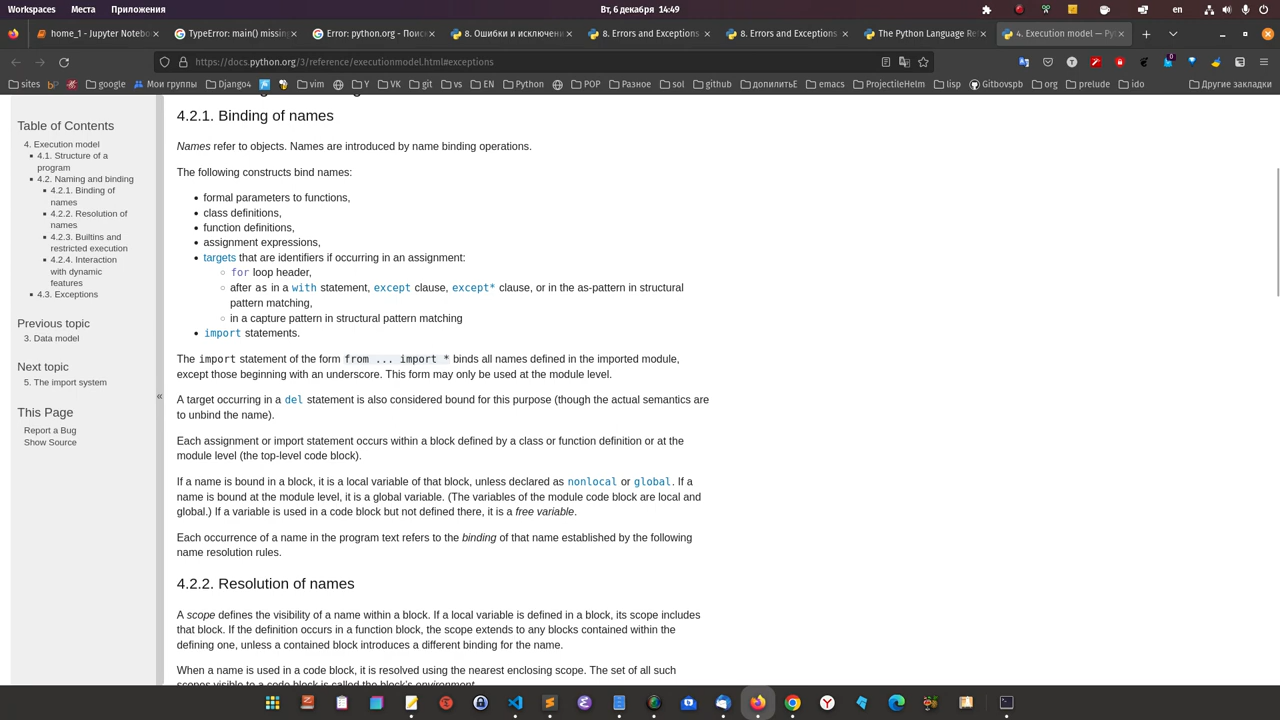 Workspaces Места Приложения Вт, 6 декабря 14:49 en
home_1 - Jupyter Notebo TypeError: main() missing Error: python.org - Поис 8. Ошибки и исключени 8. Errors and Exceptions 8. Errors and Exceptions The Python Language Re 4. Execution model — Py
https://docs.python.org/3/reference/executionmodel.html#exceptions
sites google Мои группы Django4 vim Y VK git vs EN Python POP Разное sol github допилитьЕ emacs ProjectileHelm lisp Gitbovspb org prelude ido Другие закладки
Table of Contents
4. Execution model
4.1. Structure of a
program
4.2. Naming and binding
4.2.1. Binding of
names
4.2.2. Resolution of
names
4.2.3. Builtins and
restricted execution
4.2.4. Interaction
with dynamic
features
4.3. Exceptions
Previous topic
3. Data model
Next topic
5. The import system
This Page
Report a Bug
Show Source
«
4.2.1. Binding of names
Names refer to objects. Names are introduced by name binding operations.
The following constructs bind names:
• formal parameters to functions,
• class definitions,
• function definitions,
• assignment expressions,
• targets that are identifiers if occurring in an assignment:
◦ for loop header,
◦ after as in a with statement, except clause, except* clause, or in the as-pattern in structural
pattern matching,
◦ in a capture pattern in structural pattern matching
• import statements.
The import statement of the form from ... import * binds all names defined in the imported module,
except those beginning with an underscore. This form may only be used at the module level.
A target occurring in a del statement is also considered bound for this purpose (though the actual semantics are
to unbind the name).
Each assignment or import statement occurs within a block defined by a class or function definition or at the
module level (the top-level code block).
If a name is bound in a block, it is a local variable of that block, unless declared as nonlocal or global. If a
name is bound at the module level, it is a global variable. (The variables of the module code block are local and
global.) If a variable is used in a code block but not defined there, it is a free variable.
Each occurrence of a name in the program text refers to the binding of that name established by the following
name resolution rules.
4.2.2. Resolution of names
A scope defines the visibility of a name within a block. If a local variable is defined in a block, its scope includes
that block. If the definition occurs in a function block, the scope extends to any blocks contained within the
defining one, unless a contained block introduces a different binding for the name.
When a name is used in a code block, it is resolved using the nearest enclosing scope. The set of all such
scopes visible to a code block is called the block's environment.